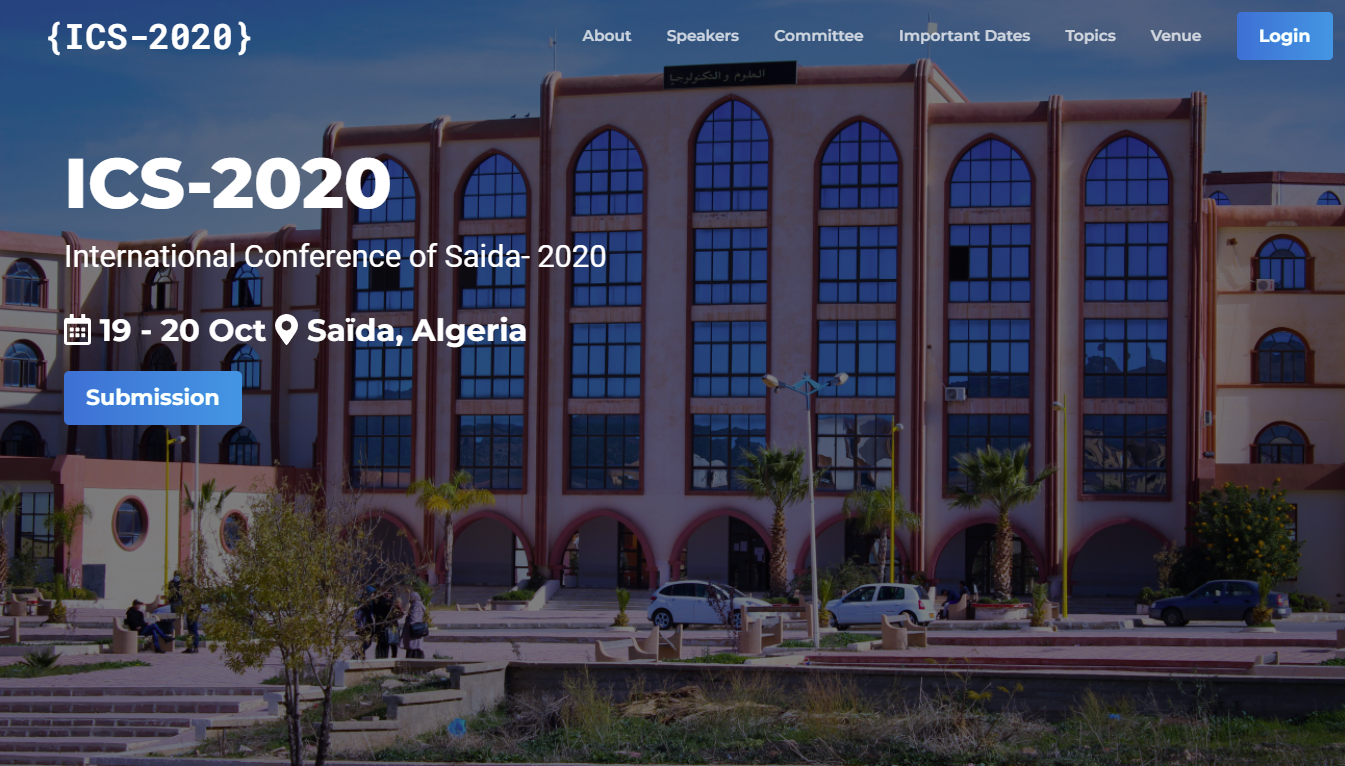 {ICS-2020}
About Speakers Committee Important Dates Topics Venue Login
العلوم و التكنولوجيا
ICS-2020
International Conference of Saida- 2020
19 - 20 Oct Saïda, Algeria
Submission